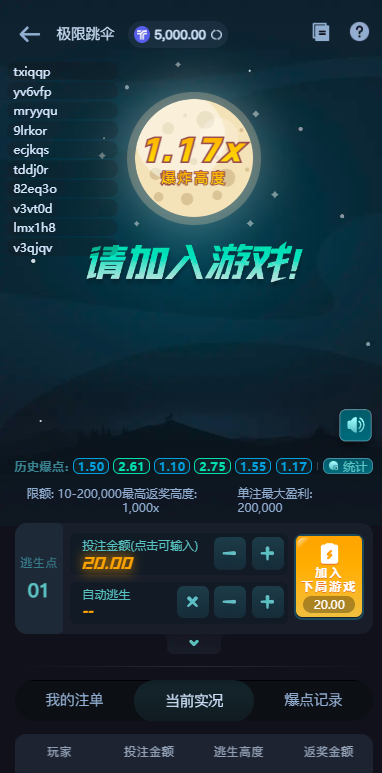 极限跳伞
5,000.00
txiqqp
yv6vfp
mryyqu
9lrkor
ecjkqs
tddj0r
82eq3o
v3vt0d
lmx1h8
v3qjqv
1.17x
爆炸高度
请加入游戏!
历史爆点: 1.50 2.61 1.10 2.75 1.55 1.17 统计
限额: 10-200,000最高返奖高度:
1,000x
单注最大盈利:
200,000
逃生点
01
投注金额(点击可输入)
20.00
自动逃生
--
加入
下局游戏
20.00
我的注单 当前实况 爆点记录
玩家 投注金额 逃生高度 返奖金额